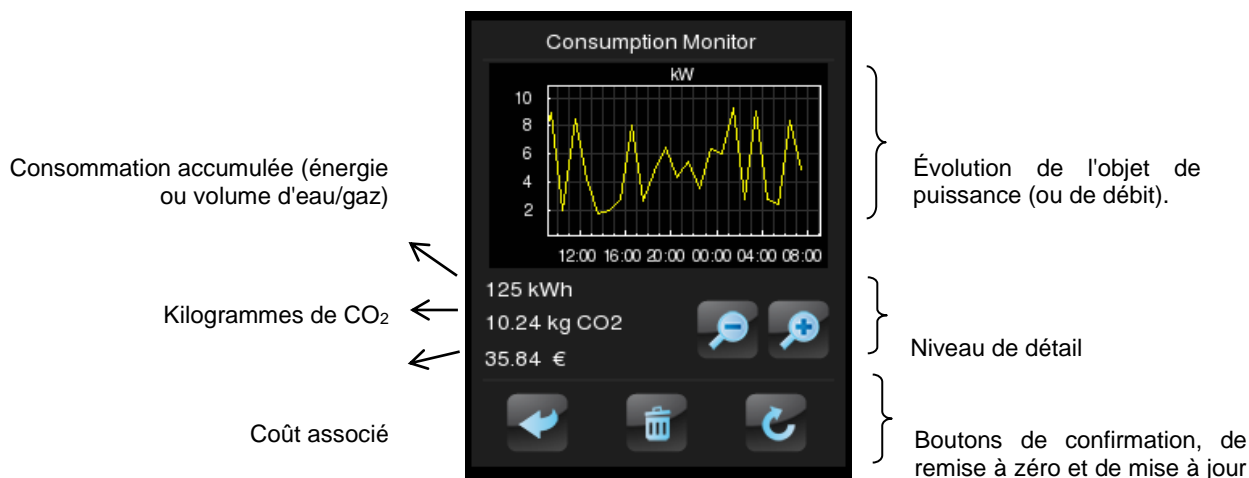 Consumption Monitor
kW
10
8
6
4
2
12:00 16:00 20:00 00:00 04:00 08:00
125 kWh
10.24 kg CO2
35.84 €
Consommation accumulée (énergie
ou volume d'eau/gaz)
Kilogrammes de CO2
Coût associé
Évolution de l'objet de
puissance (ou de débit).
Niveau de détail
Boutons de confirmation, de
remise à zéro et de mise à jour